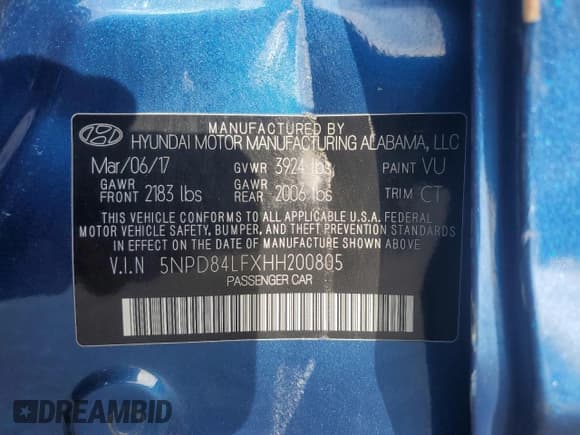 MANUFACTURED BY
HYUNDAI MOTOR MANUFACTURING ALABAMA, LLC
Mar/06/17 GVWR 3924 lbs PAINT VU
GAWR FRONT 2183 lbs GAWR REAR 2006 lbs TRIM CT
THIS VEHICLE CONFORMS TO ALL APPLICABLE U.S.A. FEDERAL
MOTOR VEHICLE SAFETY, BUMPER, AND THEFT PREVENTION STANDARDS
IN EFFECT ON THE DATE OF MANUFACTURE SHOWN ABOVE.
V.I.N 5NPD84LFXHH200805
PASSENGER CAR
DREAMBID